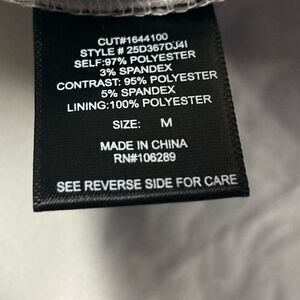 CUT#1644100
STYLE # 25D367DJ4I
SELF:97% POLYESTER
3% SPANDEX
CONTRAST: 95% POLYESTER
5% SPANDEX
LINING:100% POLYESTER
SIZE: M
MADE IN CHINA
RN#106289
SEE REVERSE SIDE FOR CARE